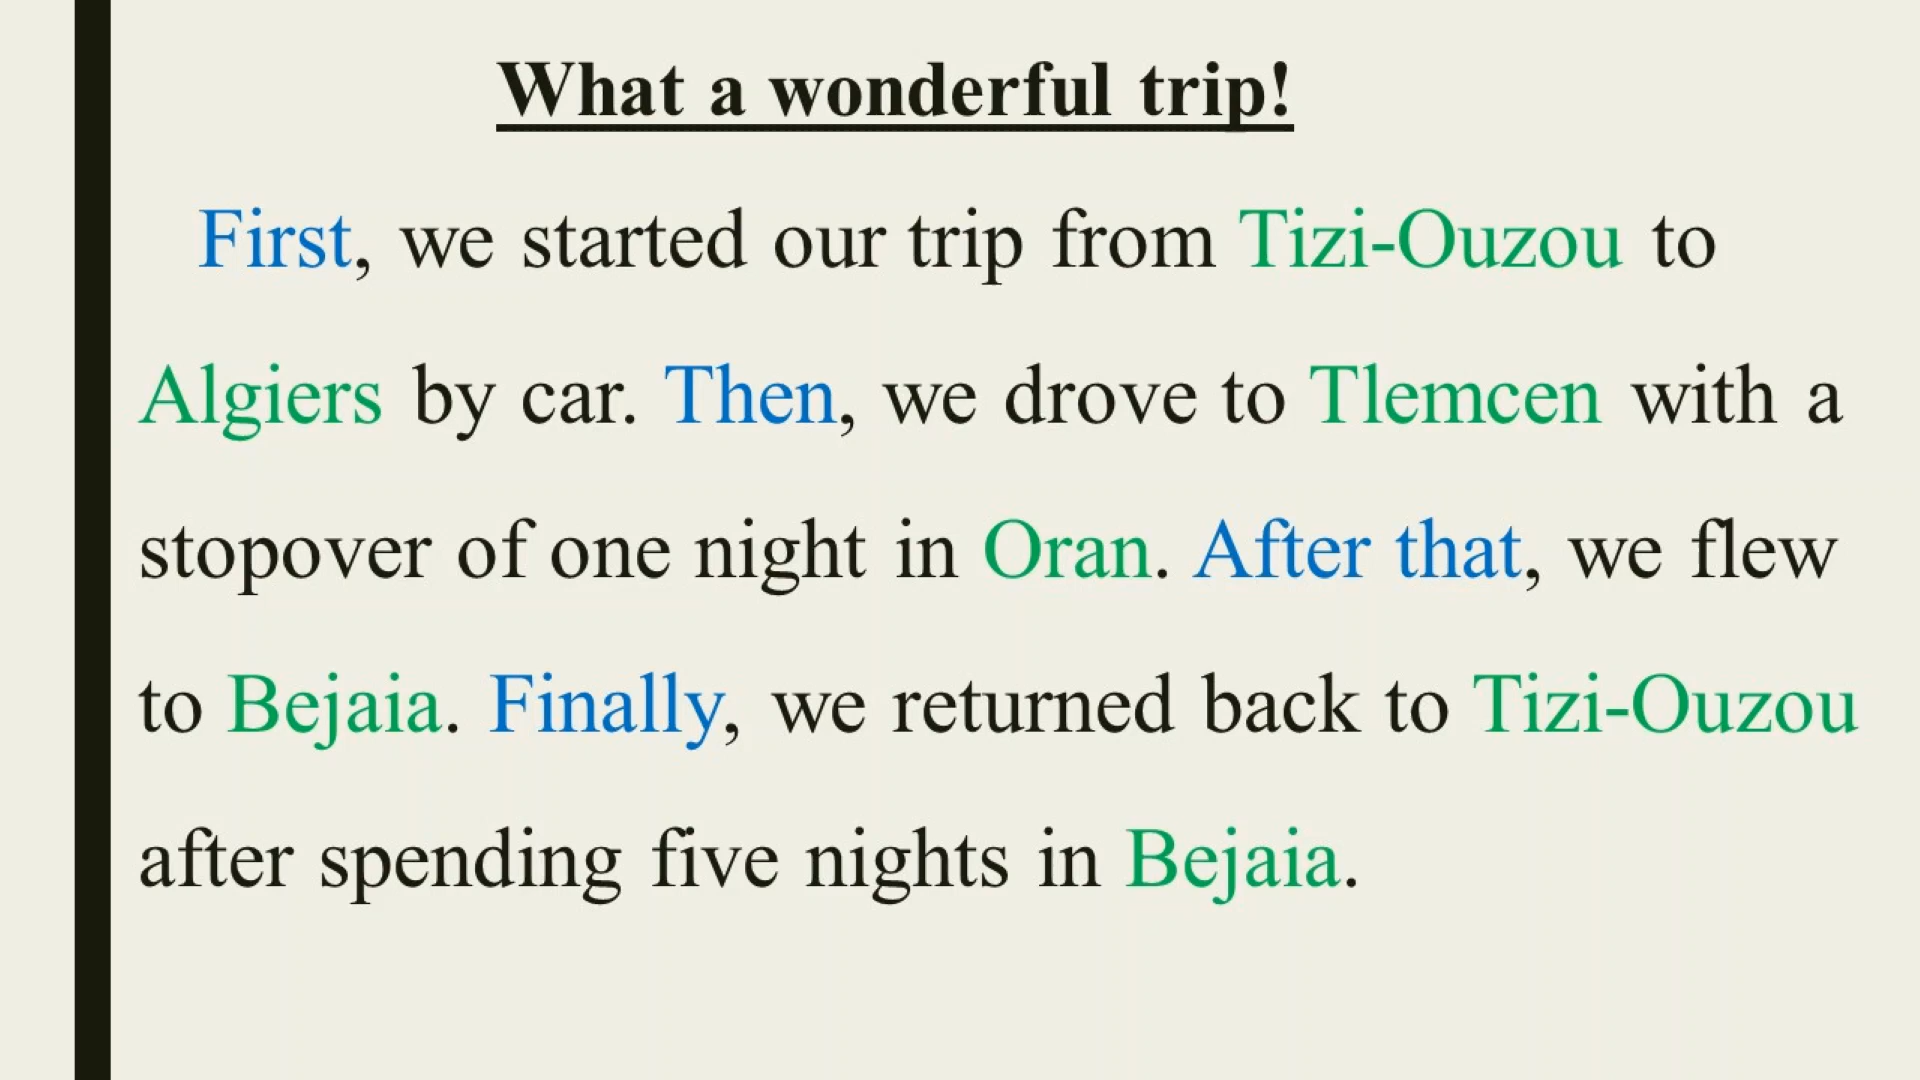 What a wonderful trip!
First, we started our trip from Tizi-Ouzou to
Algiers by car. Then, we drove to Tlemcen with a
stopover of one night in Oran. After that, we flew
to Bejaia. Finally, we returned back to Tizi-Ouzou
after spending five nights in Bejaia.